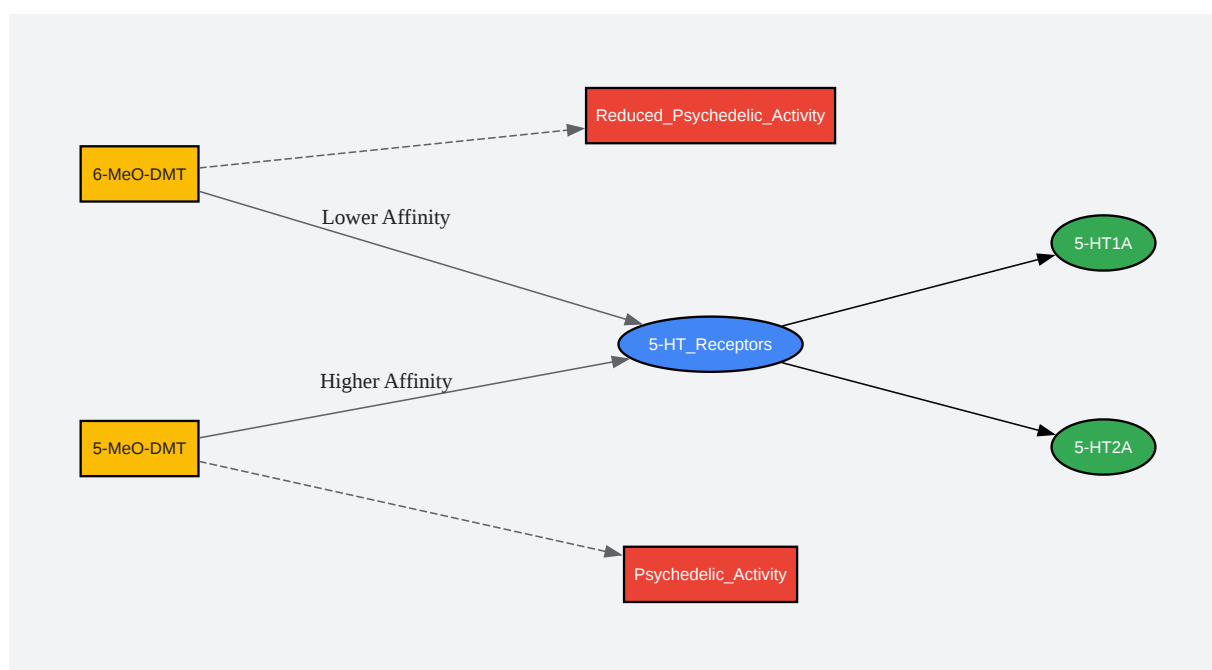 Reduced_Psychedelic_Activity
6-MeO-DMT
Lower Affinity
5-HT1A
5-HT_Receptors
Higher Affinity
5-MeO-DMT
5-HT2A
Psychedelic_Activity